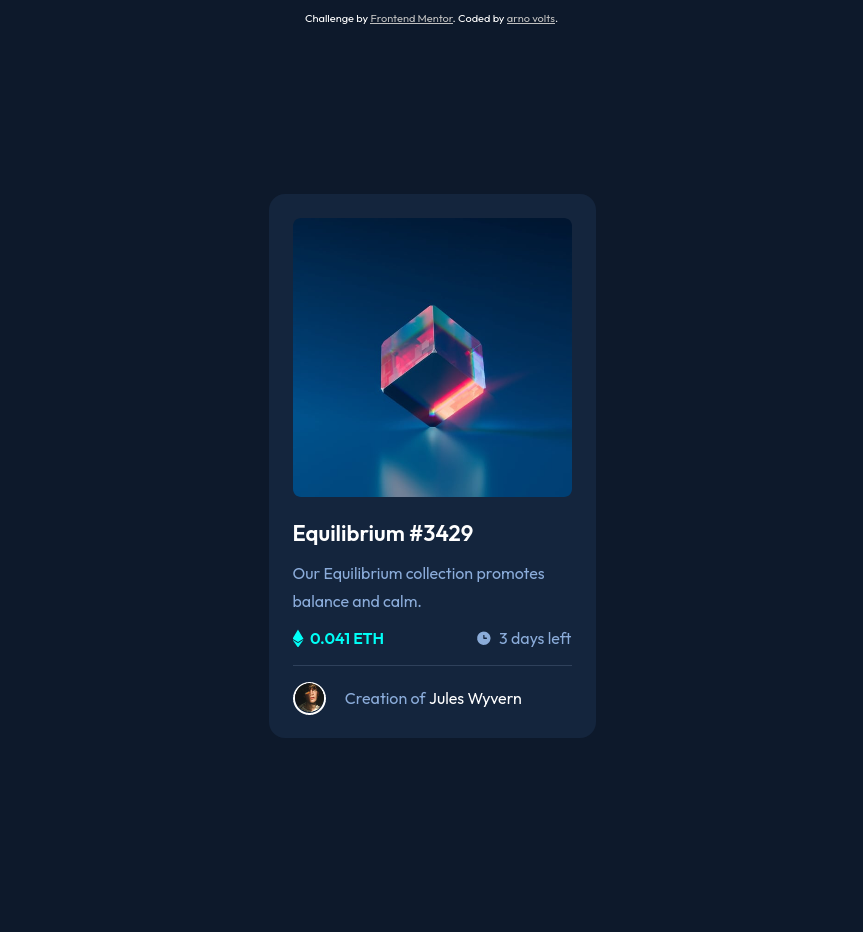 Challenge by Frontend Mentor. Coded by arno volts.
Equilibrium #3429
Our Equilibrium collection promotes
balance and calm.
0.041 ETH
3 days left
Creation of Jules Wyvern